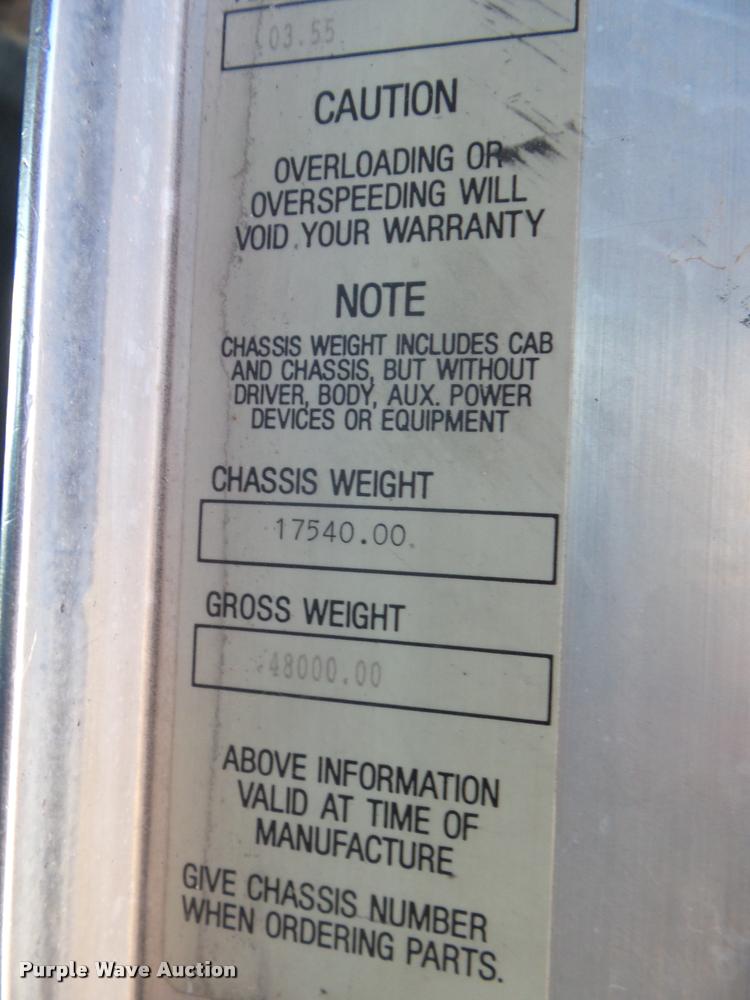 03.55
CAUTION
OVERLOADING OR
OVERSPEEDING WILL
VOID YOUR WARRANTY
NOTE
CHASSIS WEIGHT INCLUDES CAB
AND CHASSIS, BUT WITHOUT
DRIVER, BODY, AUX. POWER
DEVICES OR EQUIPMENT
CHASSIS WEIGHT
17540.00
GROSS WEIGHT
48000.00
ABOVE INFORMATION
VALID AT TIME OF
MANUFACTURE
GIVE CHASSIS NUMBER
WHEN ORDERING PARTS.
Purple Wave Auction